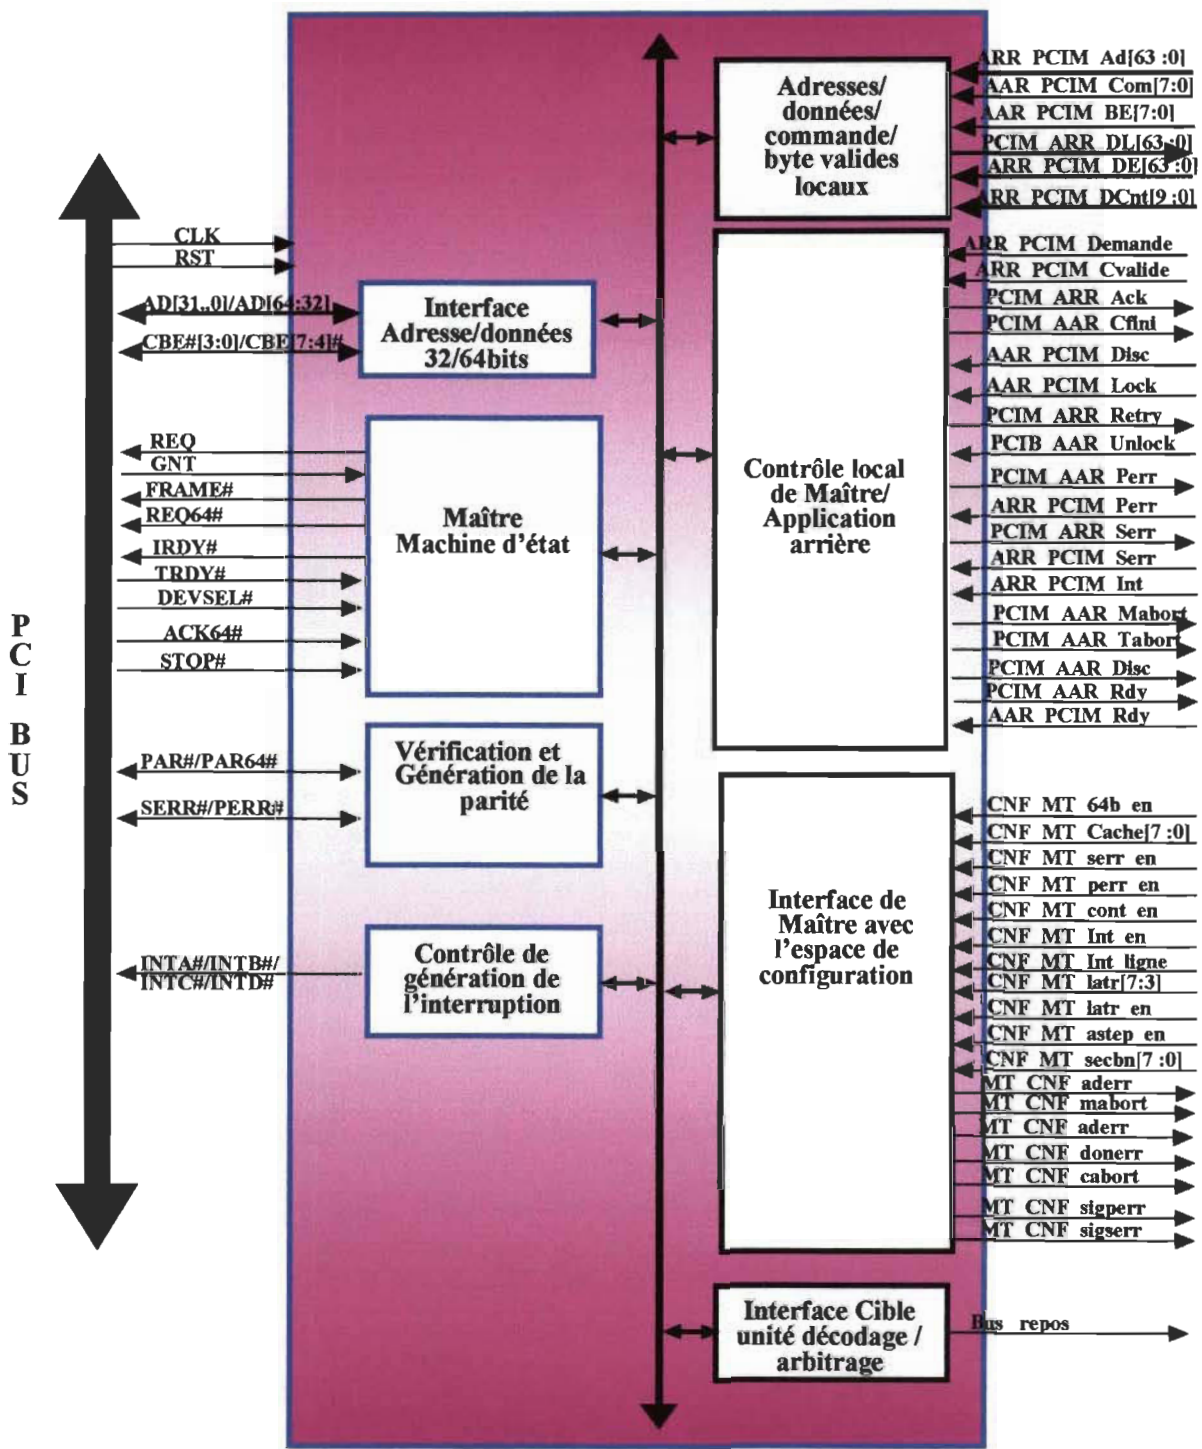 PCI BUS
CLK
RST
AD[31..0]/AD[64:32]
CBE#[3:0]/CBE[7:4]#
REQ
GNT
FRAME#
REQ64#
IRDY#
TRDY#
DEVSEL#
ACK64#
STOP#
PAR#/PAR64#
SERR#/PERR#
INTA#/INTB#/
INTC#/INTD#
Interface
Adresse/données
32/64bits
Maître
Machine d'état
Vérification et
Génération de la
parité
Contrôle de
génération de
l'interruption
Adresses/
données/
commande/
byte valides
locaux
Contrôle local
de Maître/
Application
arrière
Interface de
Maître avec
l'espace de
configuration
Interface Cible
unité décodage /
arbitrage
ARR PCIM Ad[63 :0]
AAR PCIM Com[7:0]
AAR PCIM BE[7:0]
PCIM ARR DL[63 :0]
ARR PCIM DE[63 :0]
ARR PCIM DCnt[9 :0]
ARR PCIM Demande
ARR PCIM Cvalide
PCIM ARR Ack
PCIM AAR Cfini
AAR PCIM Disc
AAR PCIM Lock
PCIM ARR Retry
PCIB AAR Unlock
PCIM AAR Perr
ARR PCIM Perr
PCIM ARR Serr
ARR PCIM Serr
ARR PCIM Int
PCIM AAR Mabort
PCIM AAR Tabort
PCIM AAR Disc
PCIM AAR Rdy
AAR PCIM Rdy
CNF MT 64b en
CNF MT Cache[7 :0]
CNF MT serr en
CNF MT perr en
CNF MT cont en
CNF MT Int en
CNF MT Int ligne
CNF MT latr[7:3]
CNF MT latr en
CNF MT astep en
CNF MT secbn[7 :0]
MT CNF aderr
MT CNF mabort
MT CNF aderr
MT CNF donerr
MT CNF cabort
MT CNF sigperr
MT CNF sigserr
Bus repos